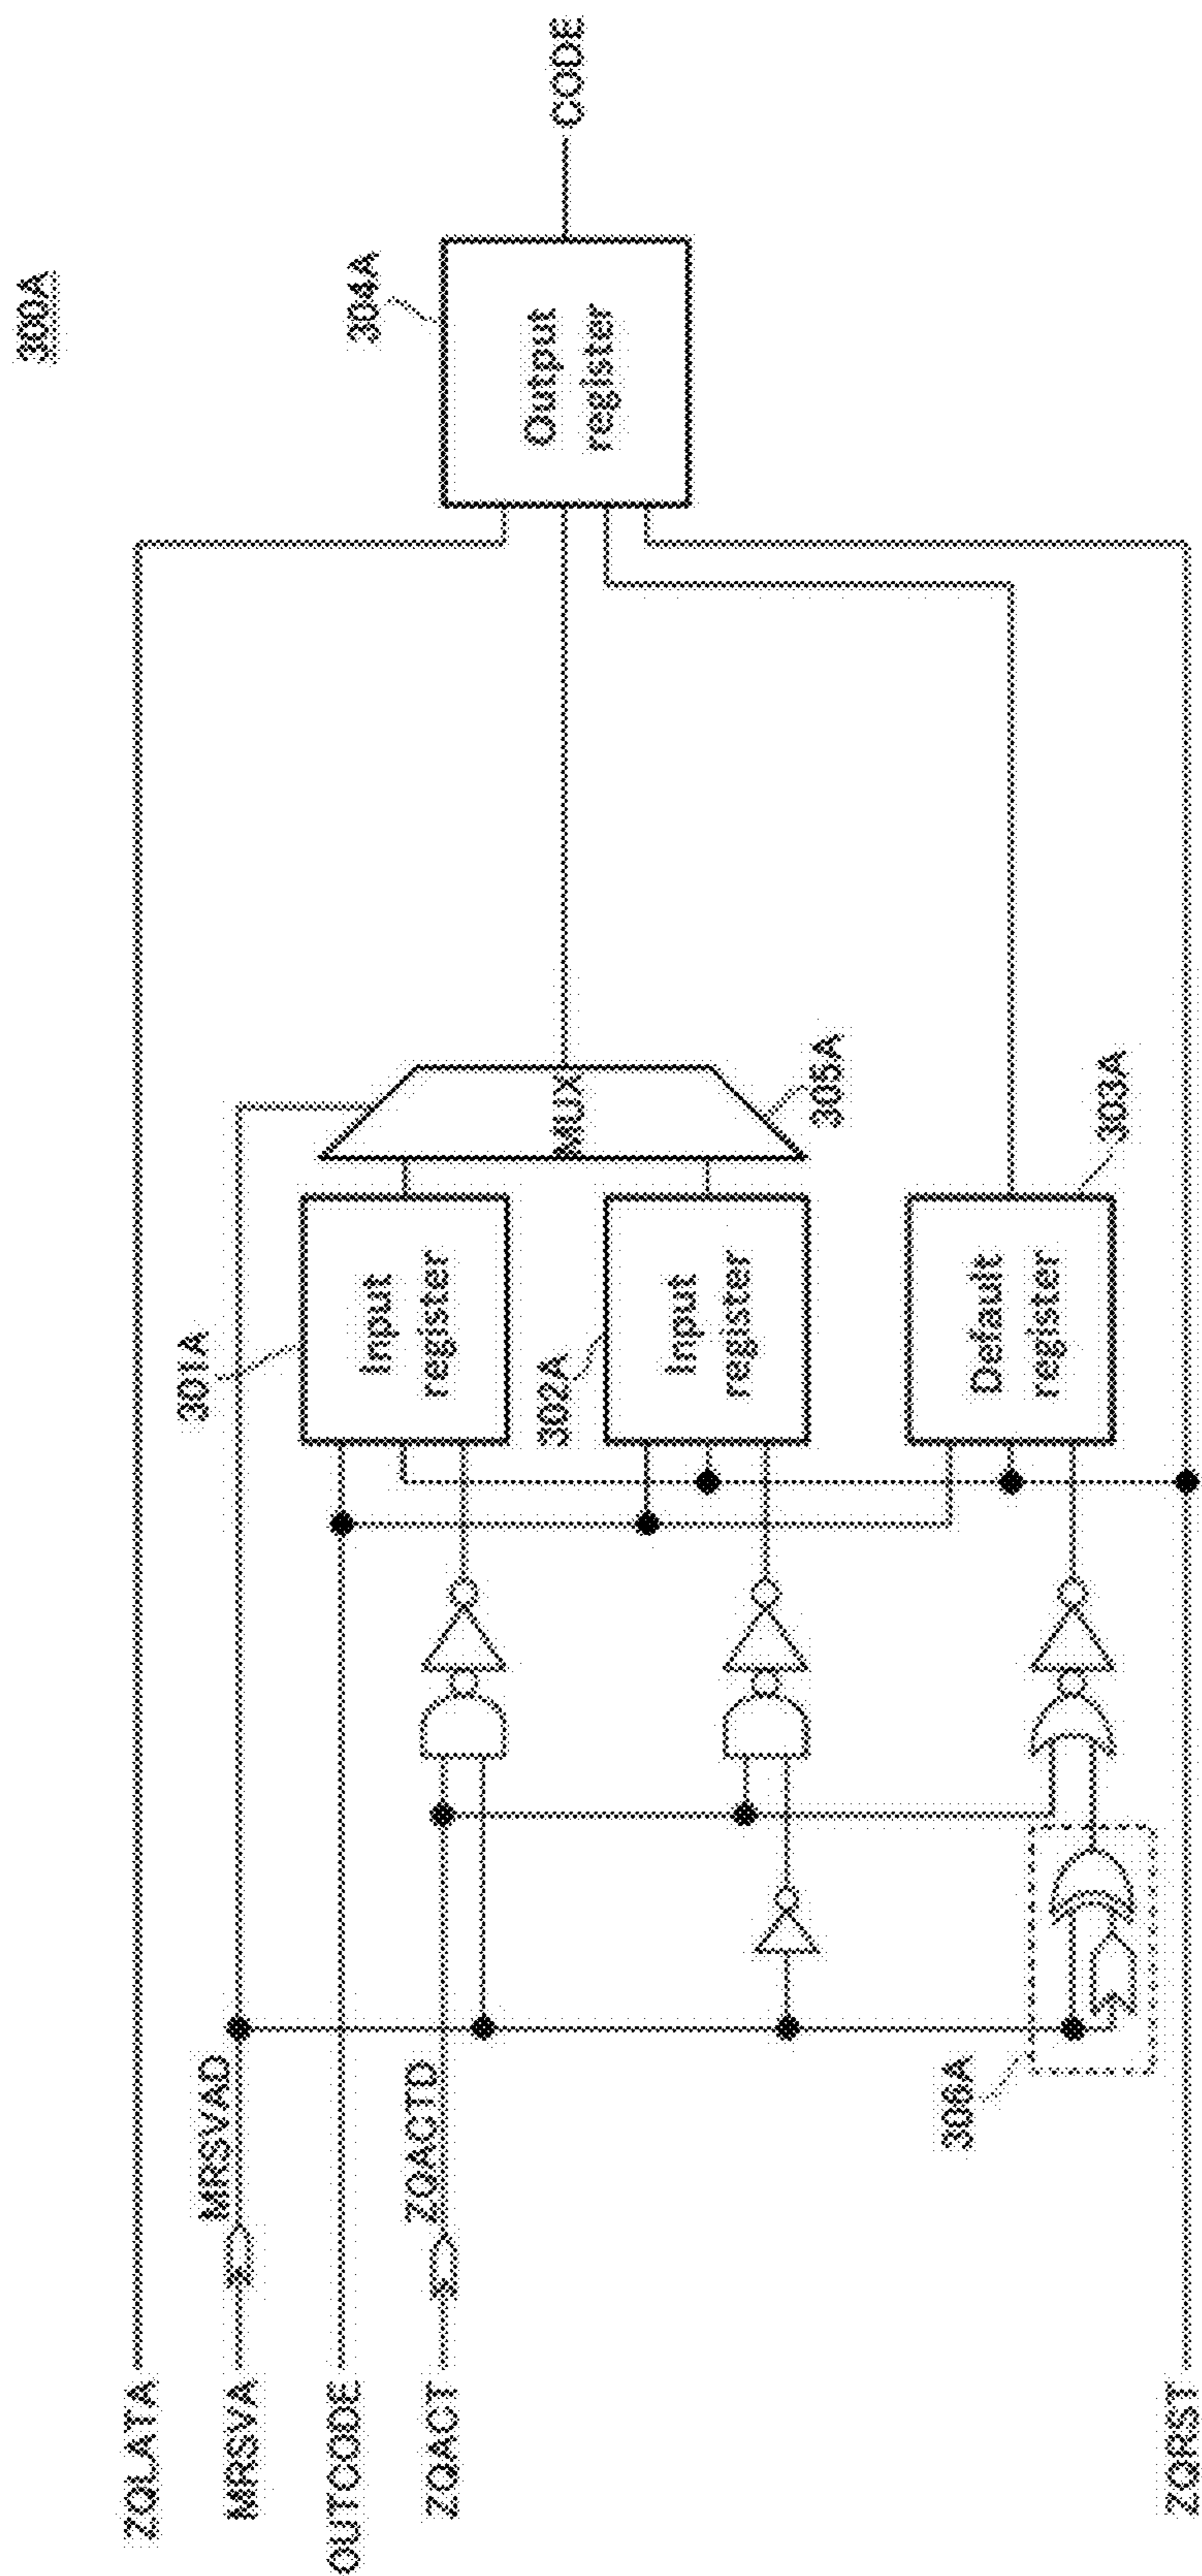 300A
ZQLATA
MRSVA
MRSVAD
OUTCODE
ZQACT
ZQACTD
ZQRST
301A
Input
register
302A
Input
register
Default
register
303A
MUX
305A
306A
304A
Output
register
CODE